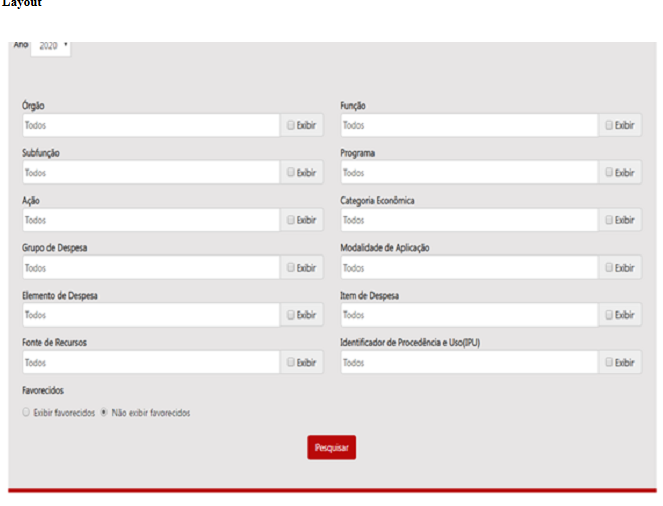 Layout
Ano 2020
Órgão Função
Todos Exibir Todos Exibir
Subfunção Programa
Todos Exibir Todos Exibir
Ação Categoria Econômica
Todos Exibir Todos Exibir
Grupo de Despesa Modalidade de Aplicação
Todos Exibir Todos Exibir
Elemento de Despesa Item de Despesa
Todos Exibir Todos Exibir
Fonte de Recursos Identificador de Procedência e Uso(IPU)
Todos Exibir Todos Exibir
Favorecidos
Exibir favorecidos Não exibir favorecidos
Pesquisar